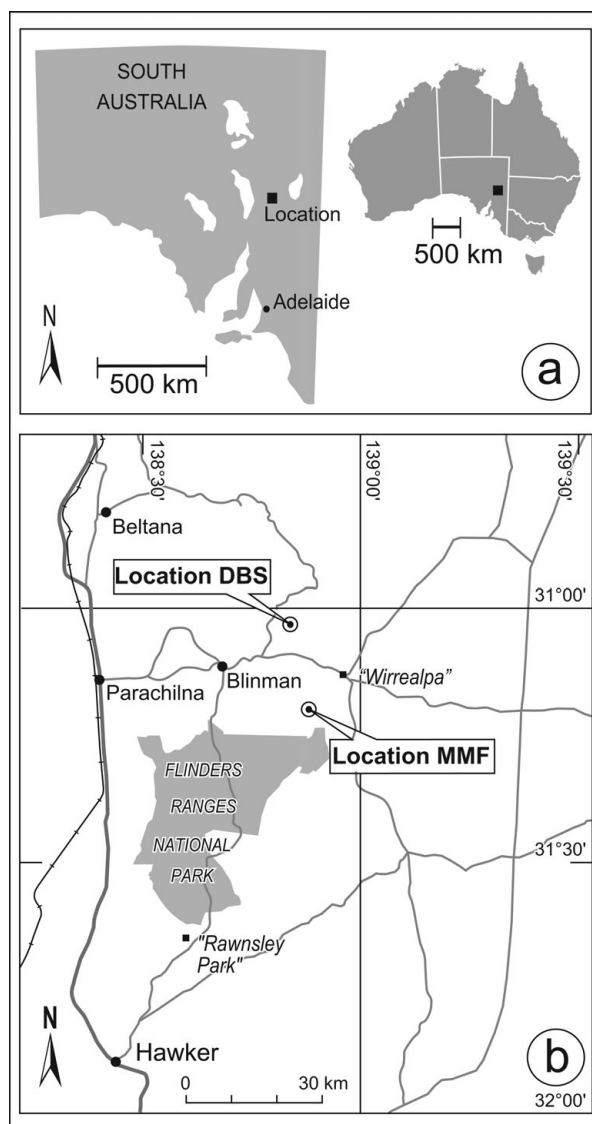 SOUTH
AUSTRALIA
Location
Adelaide
N
500 km
500 km
a
138°30'
139°00'
139°30'
Beltana
Location DBS
31°00'
Parachilna
Blinman
“Wirrealpa”
Location MMF
FLINDERS
RANGES
NATIONAL
PARK
31°30'
"Rawnsley
Park"
N
Hawker
0 30 km
b
32°00'